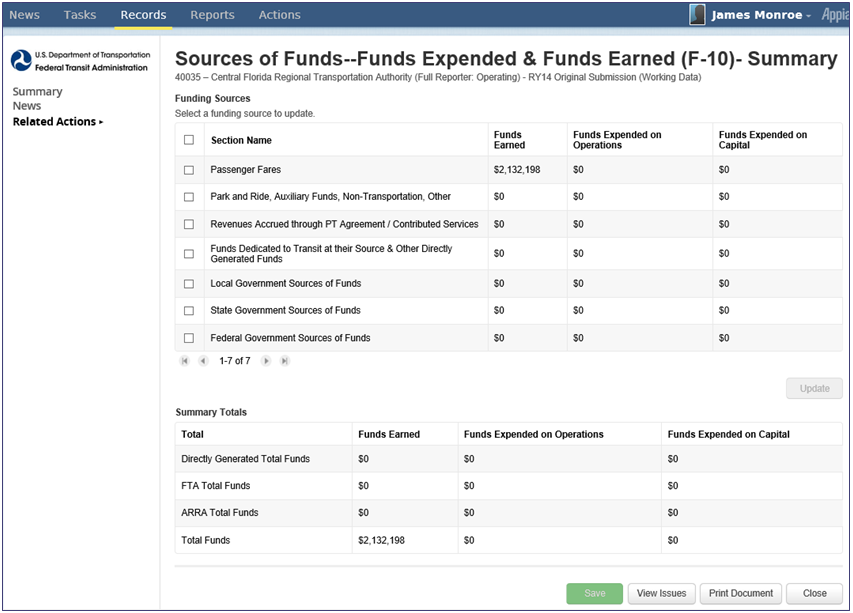 News Tasks Records Reports Actions James Monroe
U.S. Department of Transportation
Federal Transit Administration
Summary
News
Related Actions
Sources of Funds--Funds Expended & Funds Earned (F-10)- Summary
40035 – Central Florida Regional Transportation Authority (Full Reporter: Operating) - RY14 Original Submission (Working Data)
Funding Sources
Select a funding source to update.
Section Name Funds Earned Funds Expended on Operations Funds Expended on Capital
Passenger Fares $2,132,198 $0 $0
Park and Ride, Auxiliary Funds, Non-Transportation, Other $0 $0 $0
Revenues Accrued through PT Agreement / Contributed Services $0 $0 $0
Funds Dedicated to Transit at their Source & Other Directly
Generated Funds $0 $0 $0
Local Government Sources of Funds $0 $0 $0
State Government Sources of Funds $0 $0 $0
Federal Government Sources of Funds $0 $0 $0
1-7 of 7
Update
Summary Totals
Total Funds Earned Funds Expended on Operations Funds Expended on Capital
Directly Generated Total Funds $0 $0 $0
FTA Total Funds $0 $0 $0
ARRA Total Funds $0 $0 $0
Total Funds $2,132,198 $0 $0
Save View Issues Print Document Close